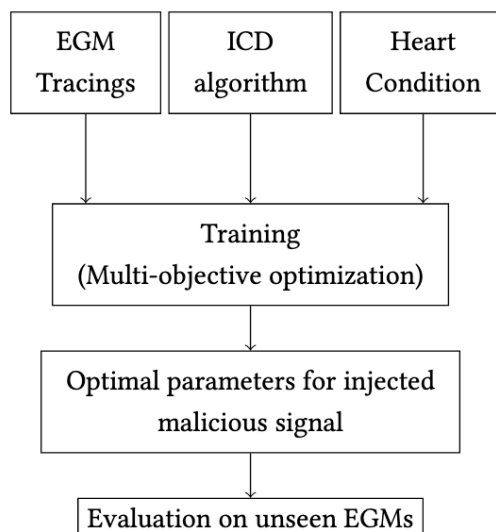 EGM
Tracings
ICD
algorithm
Heart
Condition
Training
(Multi-objective optimization)
Optimal parameters for injected
malicious signal
Evaluation on unseen EGMs